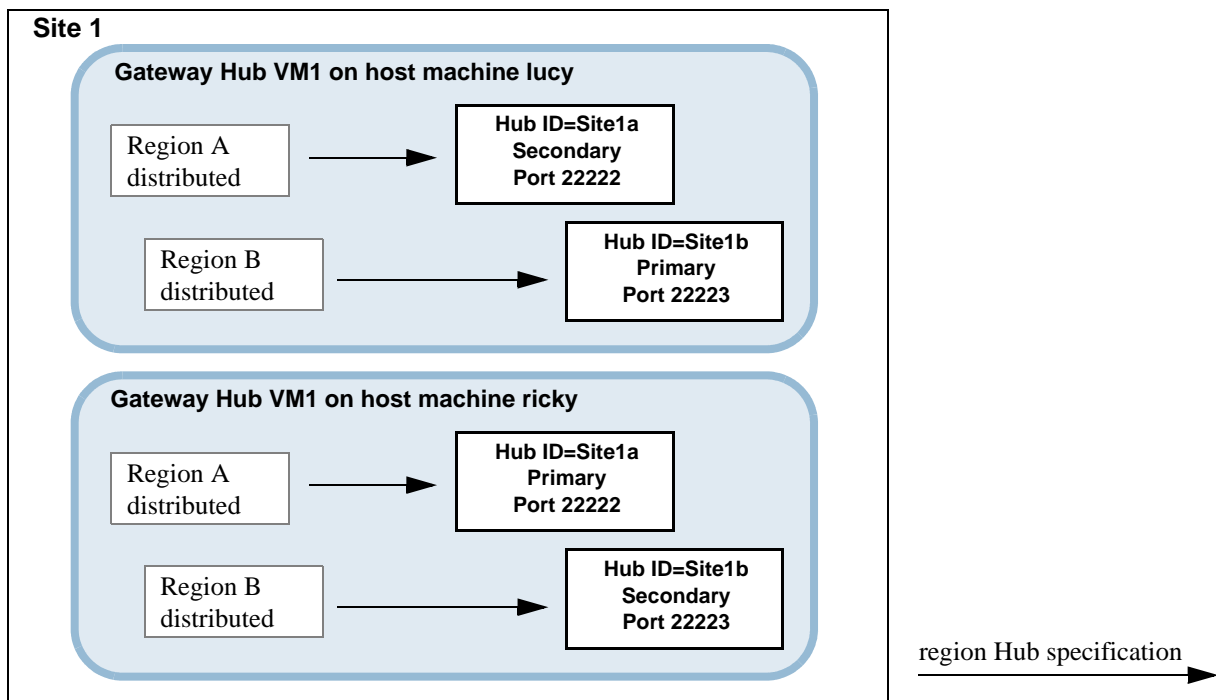 Site 1
Gateway Hub VM1 on host machine lucy
Region A
distributed
Hub ID=Site1a
Secondary
Port 22222
Region B
distributed
Hub ID=Site1b
Primary
Port 22223
Gateway Hub VM1 on host machine ricky
Region A
distributed
Hub ID=Site1a
Primary
Port 22222
Region B
distributed
Hub ID=Site1b
Secondary
Port 22223
region Hub specification